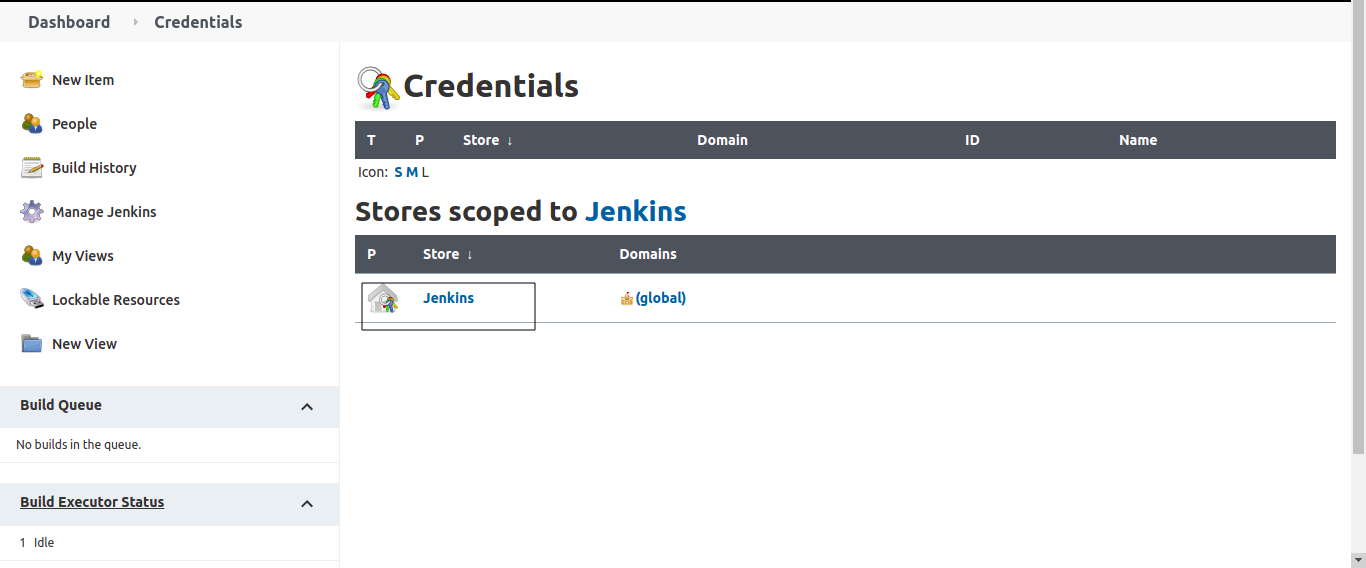 Dashboard Credentials
New Item
People
Build History
Manage Jenkins
My Views
Lockable Resources
New View
Build Queue
No builds in the queue.
Build Executor Status
1 Idle
Credentials
T P Store ↓ Domain ID Name
Icon: S M L
Stores scoped to Jenkins
P Store ↓ Domains
Jenkins (global)